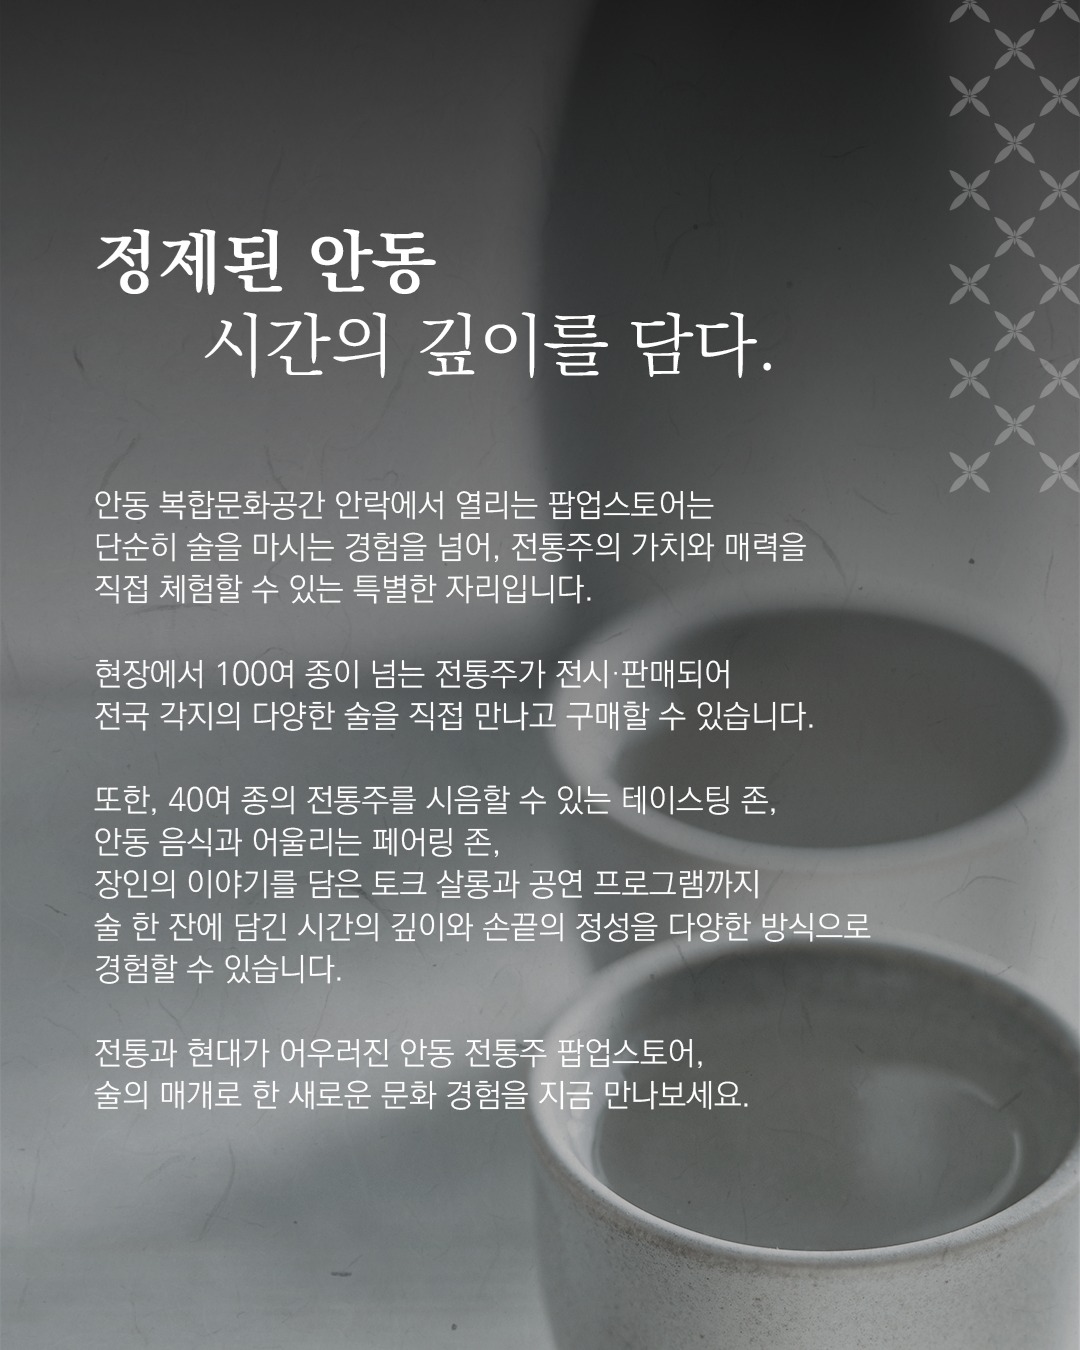 정제된 안동
시간의 깊이를 담다.
안동 복합문화공간 안락에서 열리는 팝업스토어는
단순히 술을 마시는 경험을 넘어, 전통주의 가치와 매력을
직접 체험할 수 있는 특별한 자리입니다.
현장에서 100여 종이 넘는 전통주가 전시·판매되어
전국 각지의 다양한 술을 직접 만나고 구매할 수 있습니다.
또한, 40여 종의 전통주를 시음할 수 있는 테이스팅 존,
안동 음식과 어울리는 페어링 존,
장인의 이야기를 담은 토크 살롱과 공연 프로그램까지
술 한 잔에 담긴 시간의 깊이와 손끝의 정성을 다양한 방식으로
경험할 수 있습니다.
전통과 현대가 어우러진 안동 전통주 팝업스토어,
술의 매개로 한 새로운 문화 경험을 지금 만나보세요.